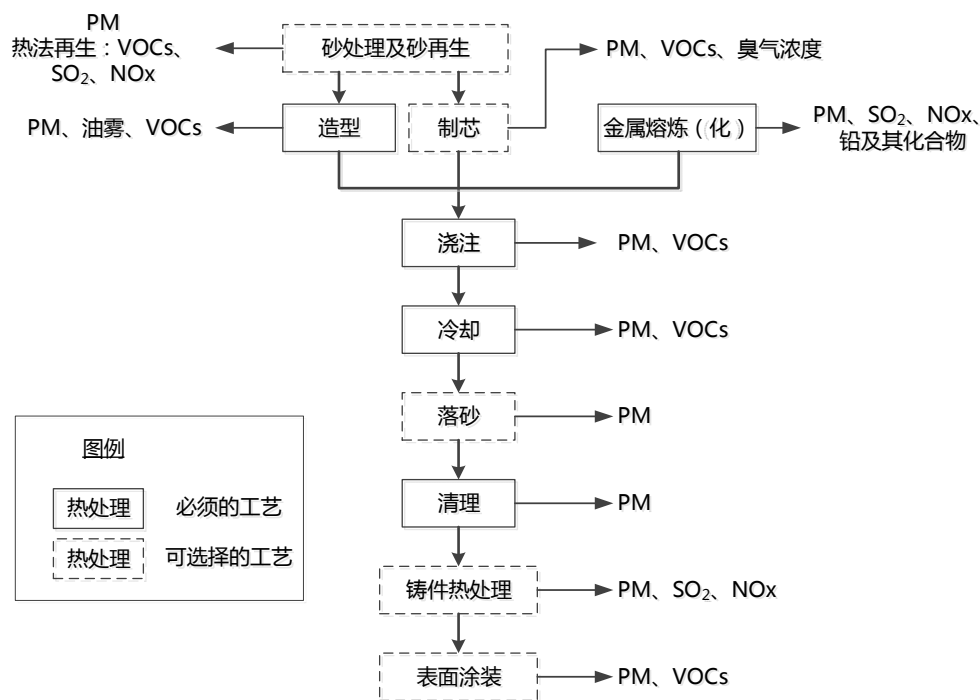 PM
热法再生：VOCs、
SO₂、NOx
砂处理及砂再生
PM、VOCs、臭气浓度
PM、油雾、VOCs
造型
制芯
金属熔炼（化）
PM、SO₂、NOx、
铅及其化合物
浇注
PM、VOCs
冷却
PM、VOCs
落砂
PM
清理
PM
铸件热处理
PM、SO₂、NOx
表面涂装
PM、VOCs
图例
热处理
必须的工艺
热处理
可选择的工艺